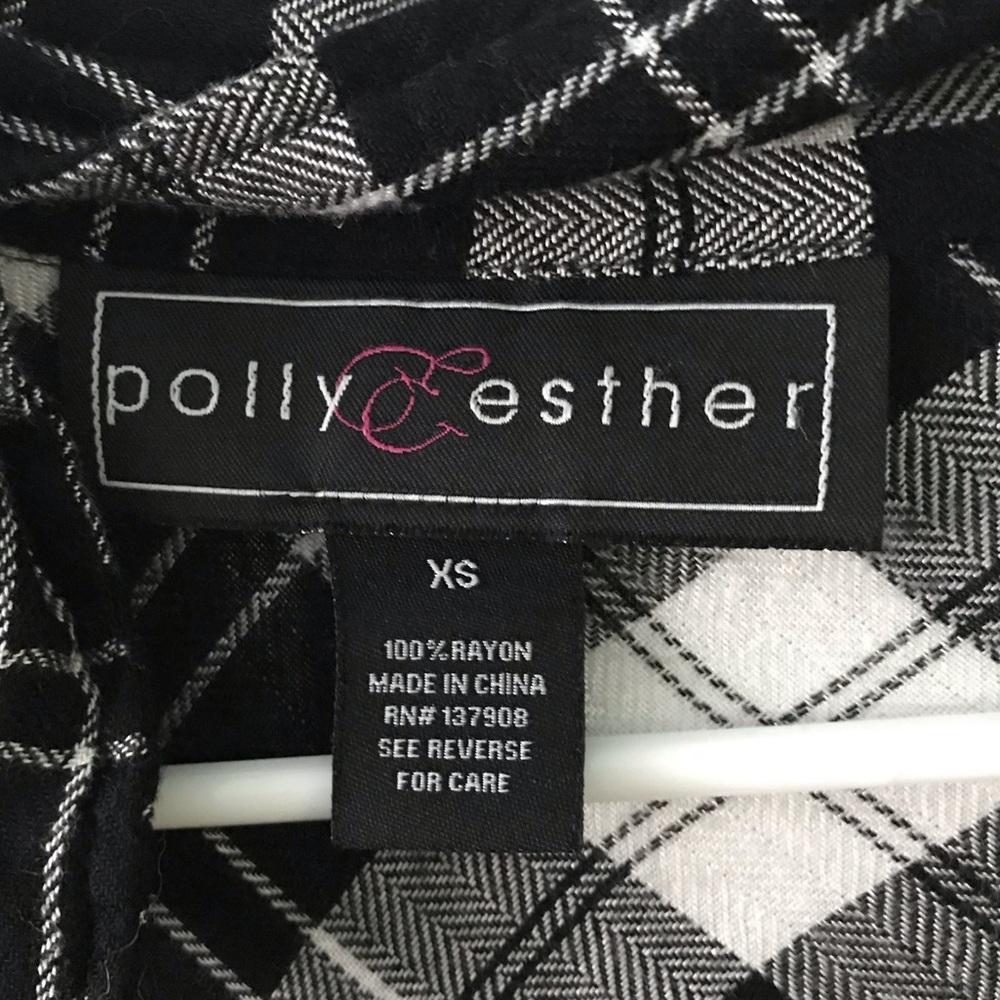 polly & esther
XS
100% RAYON
MADE IN CHINA
RN# 137908
SEE REVERSE
FOR CARE